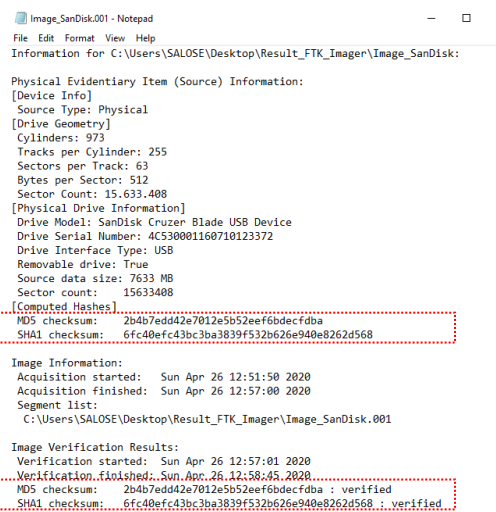 Image_SanDisk.001 - Notepad
File Edit Format View Help
Information for C:\Users\SALOSE\Desktop\Result_FTK_Imager\Image_SanDisk:
Physical Evidentiary Item (Source) Information:
[Device Info]
Source Type: Physical
[Drive Geometry]
Cylinders: 973
Tracks per Cylinder: 255
Sectors per Track: 63
Bytes per Sector: 512
Sector Count: 15.633.408
[Physical Drive Information]
Drive Model: SanDisk Cruzer Blade USB Device
Drive Serial Number: 4C530001160710123372
Drive Interface Type: USB
Removable drive: True
Source data size: 7633 MB
Sector count:    15633408
[Computed Hashes]
MD5 checksum:    2b4b7edd42e7012e5b52eef6bdecfdba
SHA1 checksum:   6fc40efc43bc3ba3839f532b626e940e8262d568
Image Information:
Acquisition started:   Sun Apr 26 12:51:50 2020
Acquisition finished:  Sun Apr 26 12:57:00 2020
Segment list:
C:\Users\SALOSE\Desktop\Result_FTK_Imager\Image_SanDisk.001
Image Verification Results:
Verification started:  Sun Apr 26 12:57:01 2020
Verification finished: Sun Apr 26 12:58:45 2020
MD5 checksum:    2b4b7edd42e7012e5b52eef6bdecfdba : verified
SHA1 checksum:   6fc40efc43bc3ba3839f532b626e940e8262d568 : verified